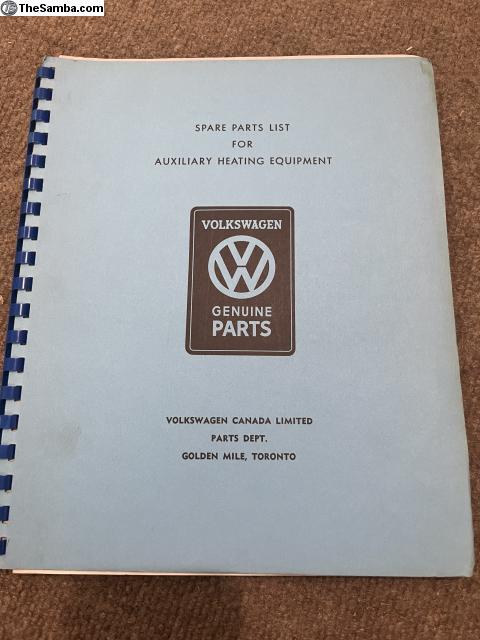 TheSamba.com
SPARE PARTS LIST
FOR
AUXILIARY HEATING EQUIPMENT
VOLKSWAGEN
VW
GENUINE
PARTS
VOLKSWAGEN CANADA LIMITED
PARTS DEPT.
GOLDEN MILE, TORONTO